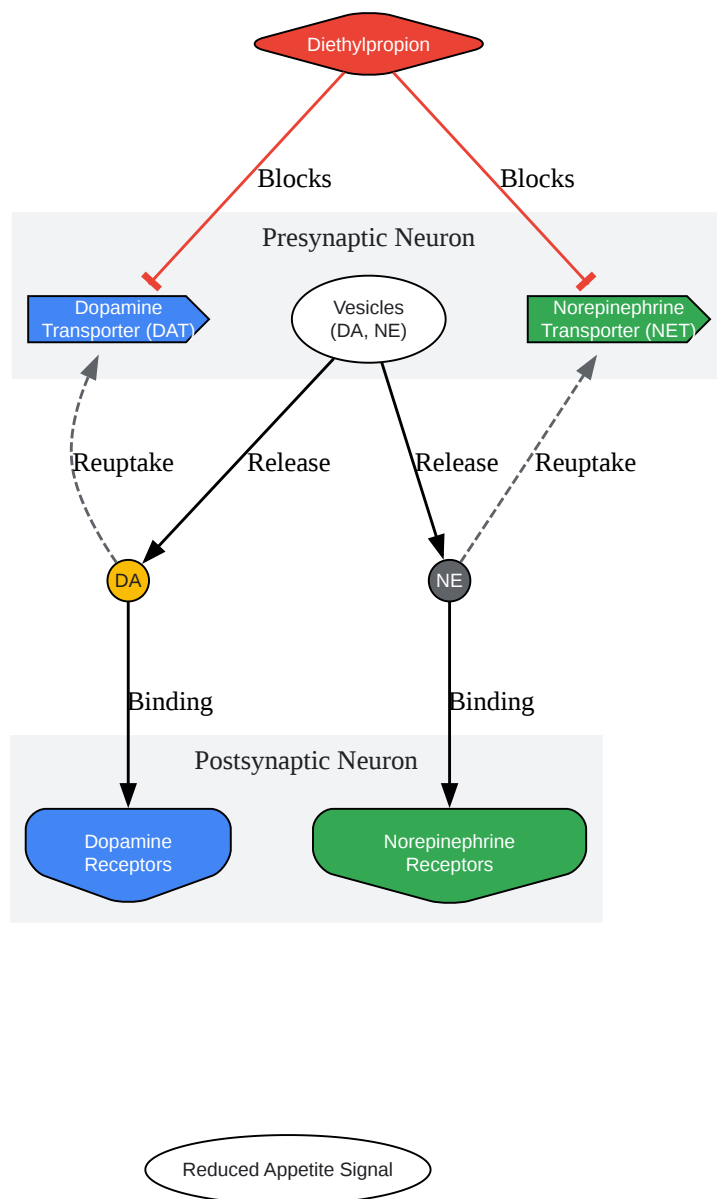 Diethylpropion
Blocks
Blocks
Presynaptic Neuron
Dopamine
Transporter (DAT)
Vesicles
(DA, NE)
Norepinephrine
Transporter (NET)
Reuptake
Release
Release
Reuptake
DA
NE
Binding
Binding
Postsynaptic Neuron
Dopamine
Receptors
Norepinephrine
Receptors
Reduced Appetite Signal